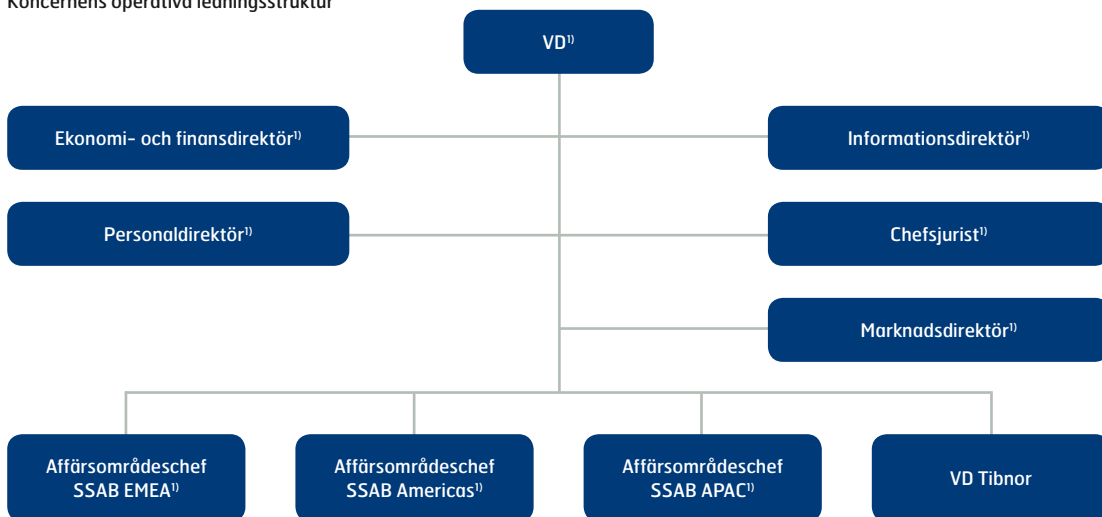 Koncernens operativa ledningsstruktur
VD¹⁾
Ekonomi- och finansdirektör¹⁾
Informationsdirektör¹⁾
Personaldirektör¹⁾
Chefsjurist¹⁾
Marknadsdirektör¹⁾
Affärsområdeschef
SSAB EMEA¹⁾
Affärsområdeschef
SSAB Americas¹⁾
Affärsområdeschef
SSAB APAC¹⁾
VD Tibnor